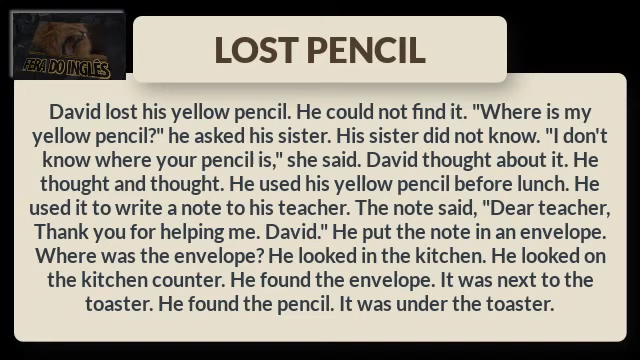 FERA DO INGLÊS
LOST PENCIL
David lost his yellow pencil. He could not find it. "Where is my
yellow pencil?" he asked his sister. His sister did not know. "I don't
know where your pencil is," she said. David thought about it. He
thought and thought. He used his yellow pencil before lunch. He
used it to write a note to his teacher. The note said, "Dear teacher,
Thank you for helping me. David." He put the note in an envelope.
Where was the envelope? He looked in the kitchen. He looked on
the kitchen counter. He found the envelope. It was next to the
toaster. He found the pencil. It was under the toaster.